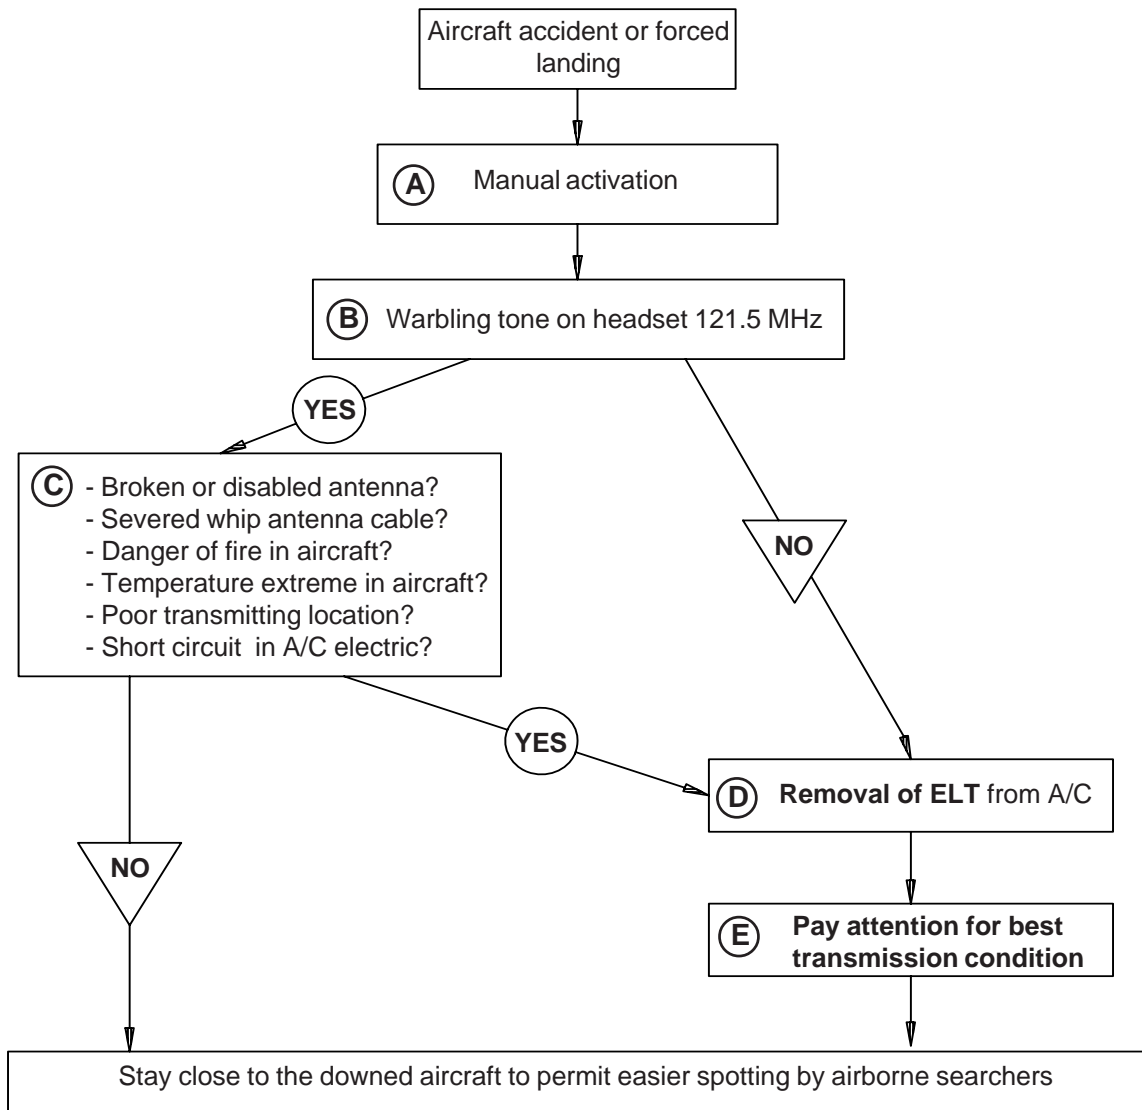 Aircraft accident or forced
landing
A Manual activation
B Warbling tone on headset 121.5 MHz
YES
C - Broken or disabled antenna?
- Severed whip antenna cable?
- Danger of fire in aircraft?
- Temperature extreme in aircraft?
- Poor transmitting location?
- Short circuit in A/C electric?
NO
YES
D Removal of ELT from A/C
NO
E Pay attention for best
transmission condition
Stay close to the downed aircraft to permit easier spotting by airborne searchers